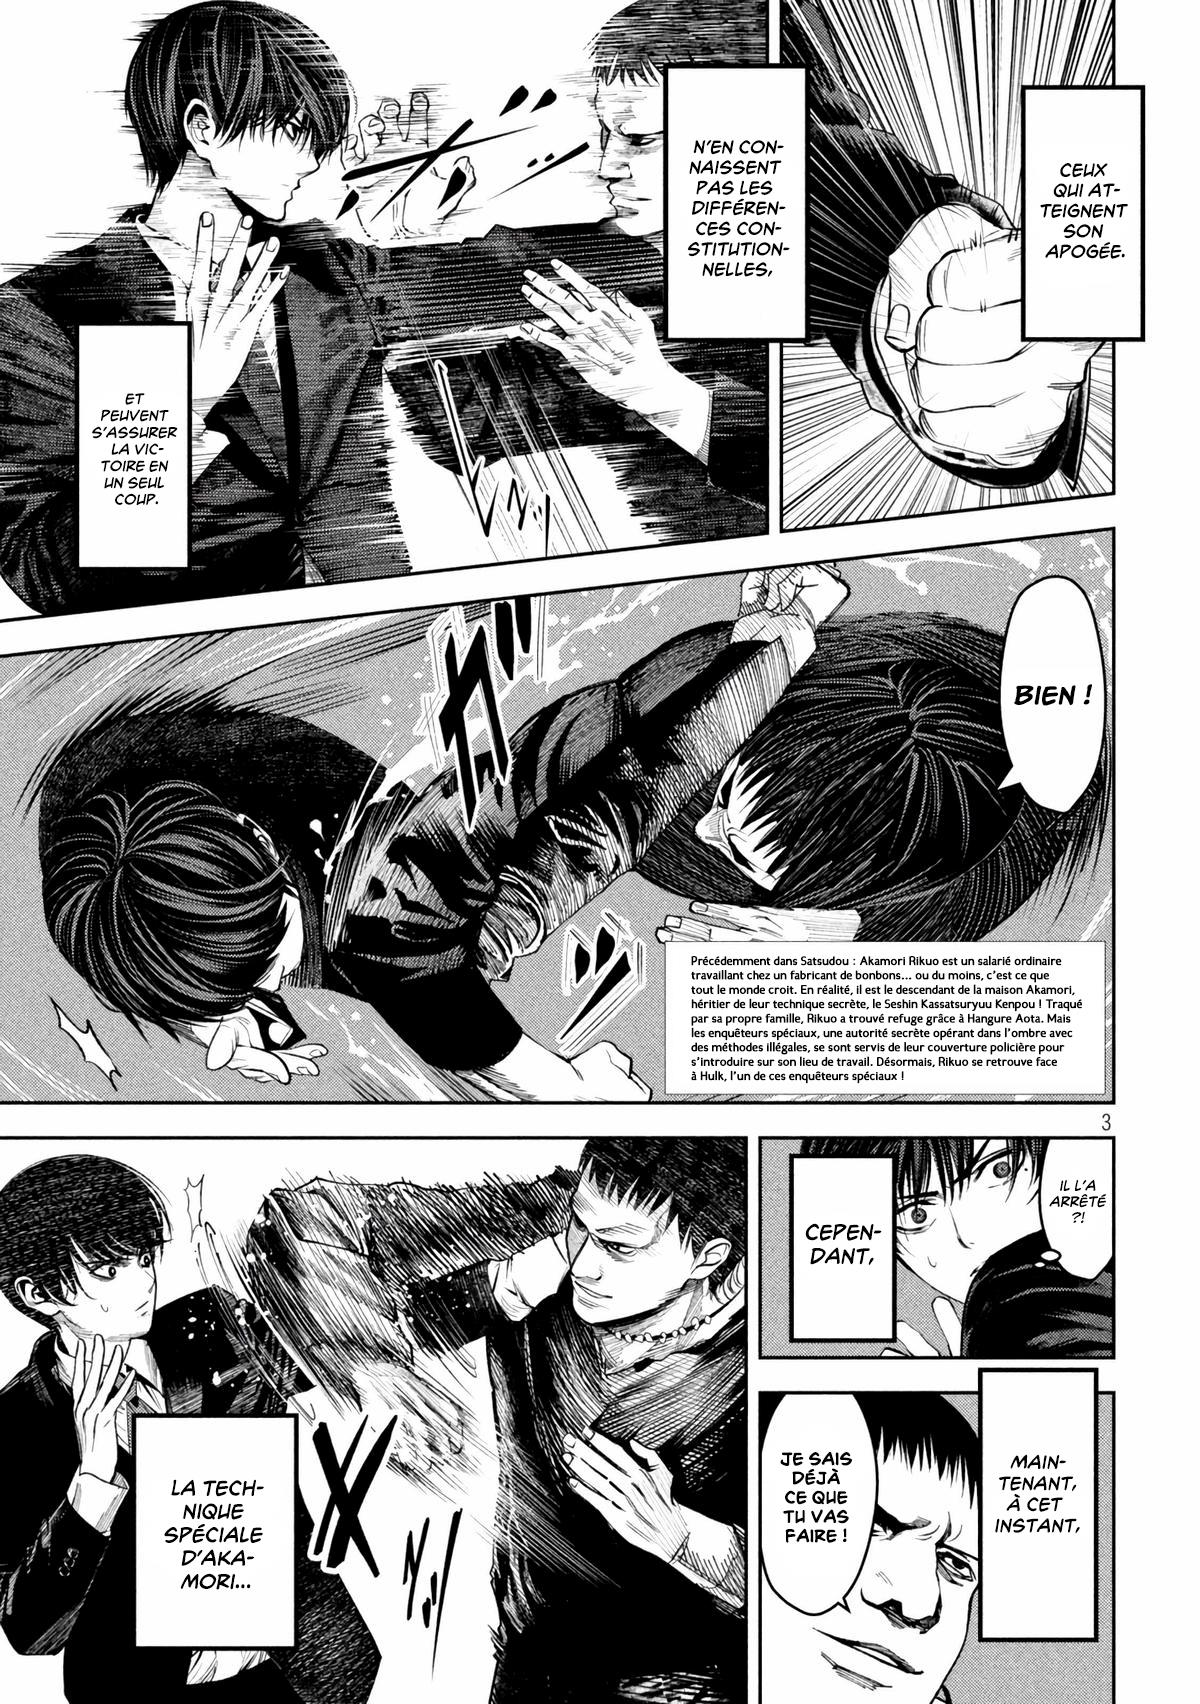 CEUX
QUI AT-
TEIGNENT
SON
APOGÉE.
N'EN CON-
NAISSENT
PAS LES
DIFFÉREN-
CES CON-
STITUTION-
NELLES,
ET
PEUVENT
S'ASSURER
LA VIC-
TOIRE EN
UN SEUL
COUP.
BIEN !
Précédemment dans Satsudou : Akamori Rikuo est un salarié ordinaire
travaillant chez un fabricant de bonbons... ou du moins, c'est ce que
tout le monde croit. En réalité, il est le descendant de la maison Akamori,
héritier de leur technique secrète, le Seshin Kassatsuryuu Kenpou ! Traqué
par sa propre famille, Rikuo a trouvé refuge grâce à Hangure Aota. Mais
les enquêteurs spéciaux, une autorité secrète opérant dans l'ombre avec
des méthodes illégales, se sont servis de leur couverture policière pour
s'introduire sur son lieu de travail. Désormais, Rikuo se retrouve face
à Hulk, l'un de ces enquêteurs spéciaux !
3
IL L'A
ARRÊTÉ
?!
CEPEN-
DANT,
MAIN-
TENANT,
À CET
INSTANT,
JE SAIS
DÉJÀ
CE QUE
TU VAS
FAIRE !
LA TECH-
NIQUE
SPÉCIALE
D'AKA-
MORI...